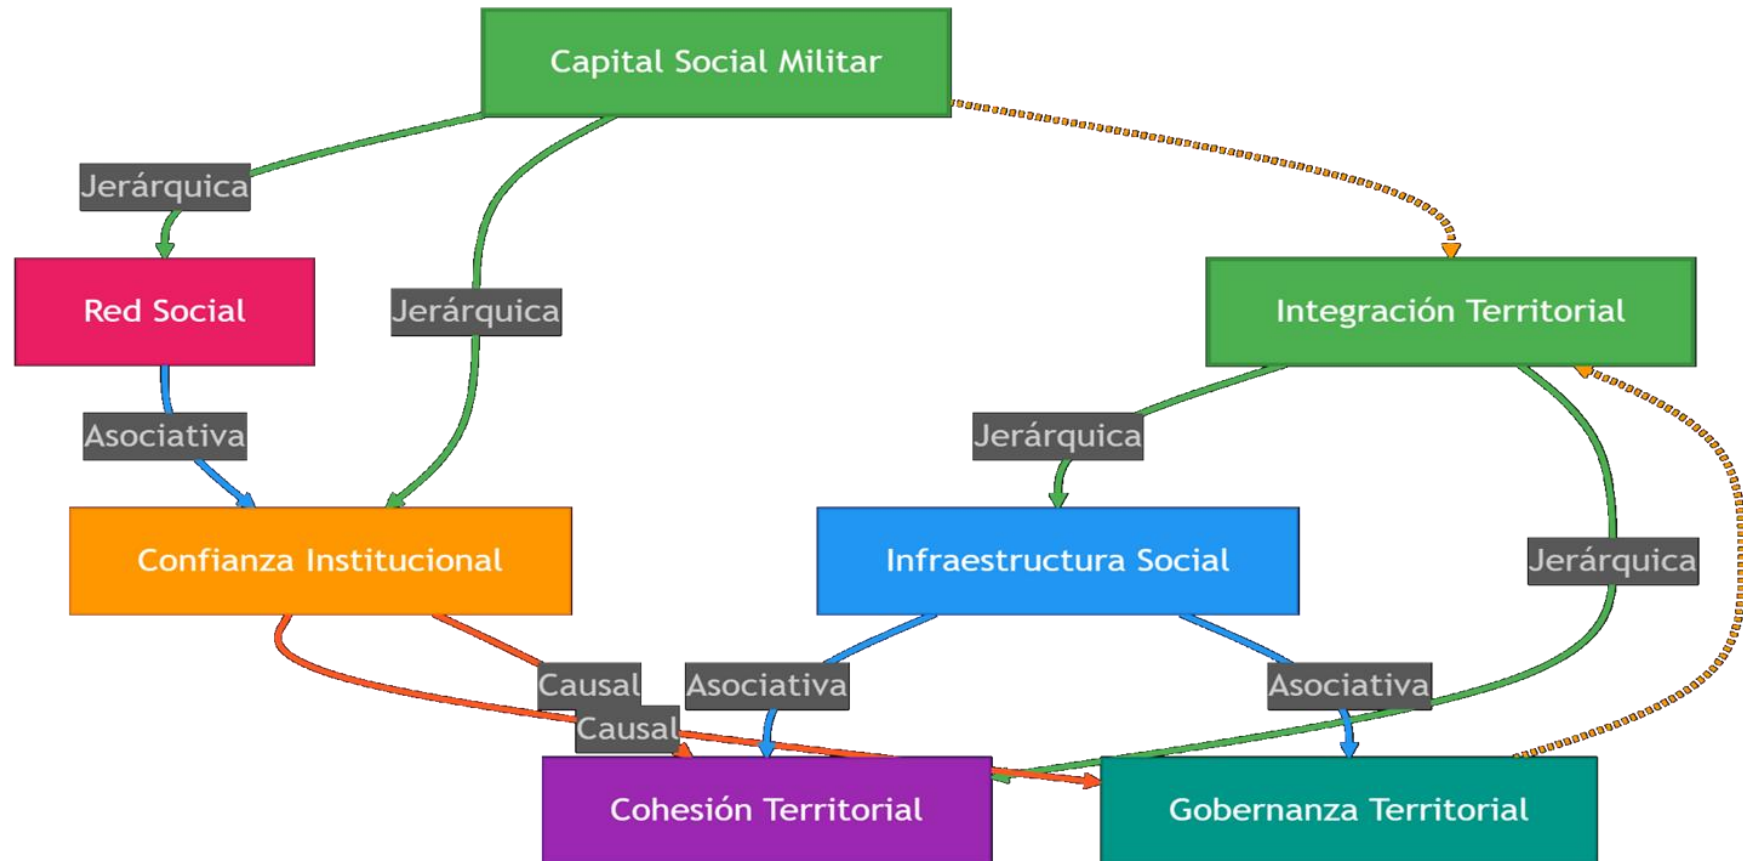 Capital Social Militar
Jerárquica
Red Social
Jerárquica
Integración Territorial
Asociativa
Jerárquica
Confianza Institucional
Infraestructura Social
Jerárquica
Causal
Asociativa
Asociativa
Causal
Cohesión Territorial
Gobernanza Territorial